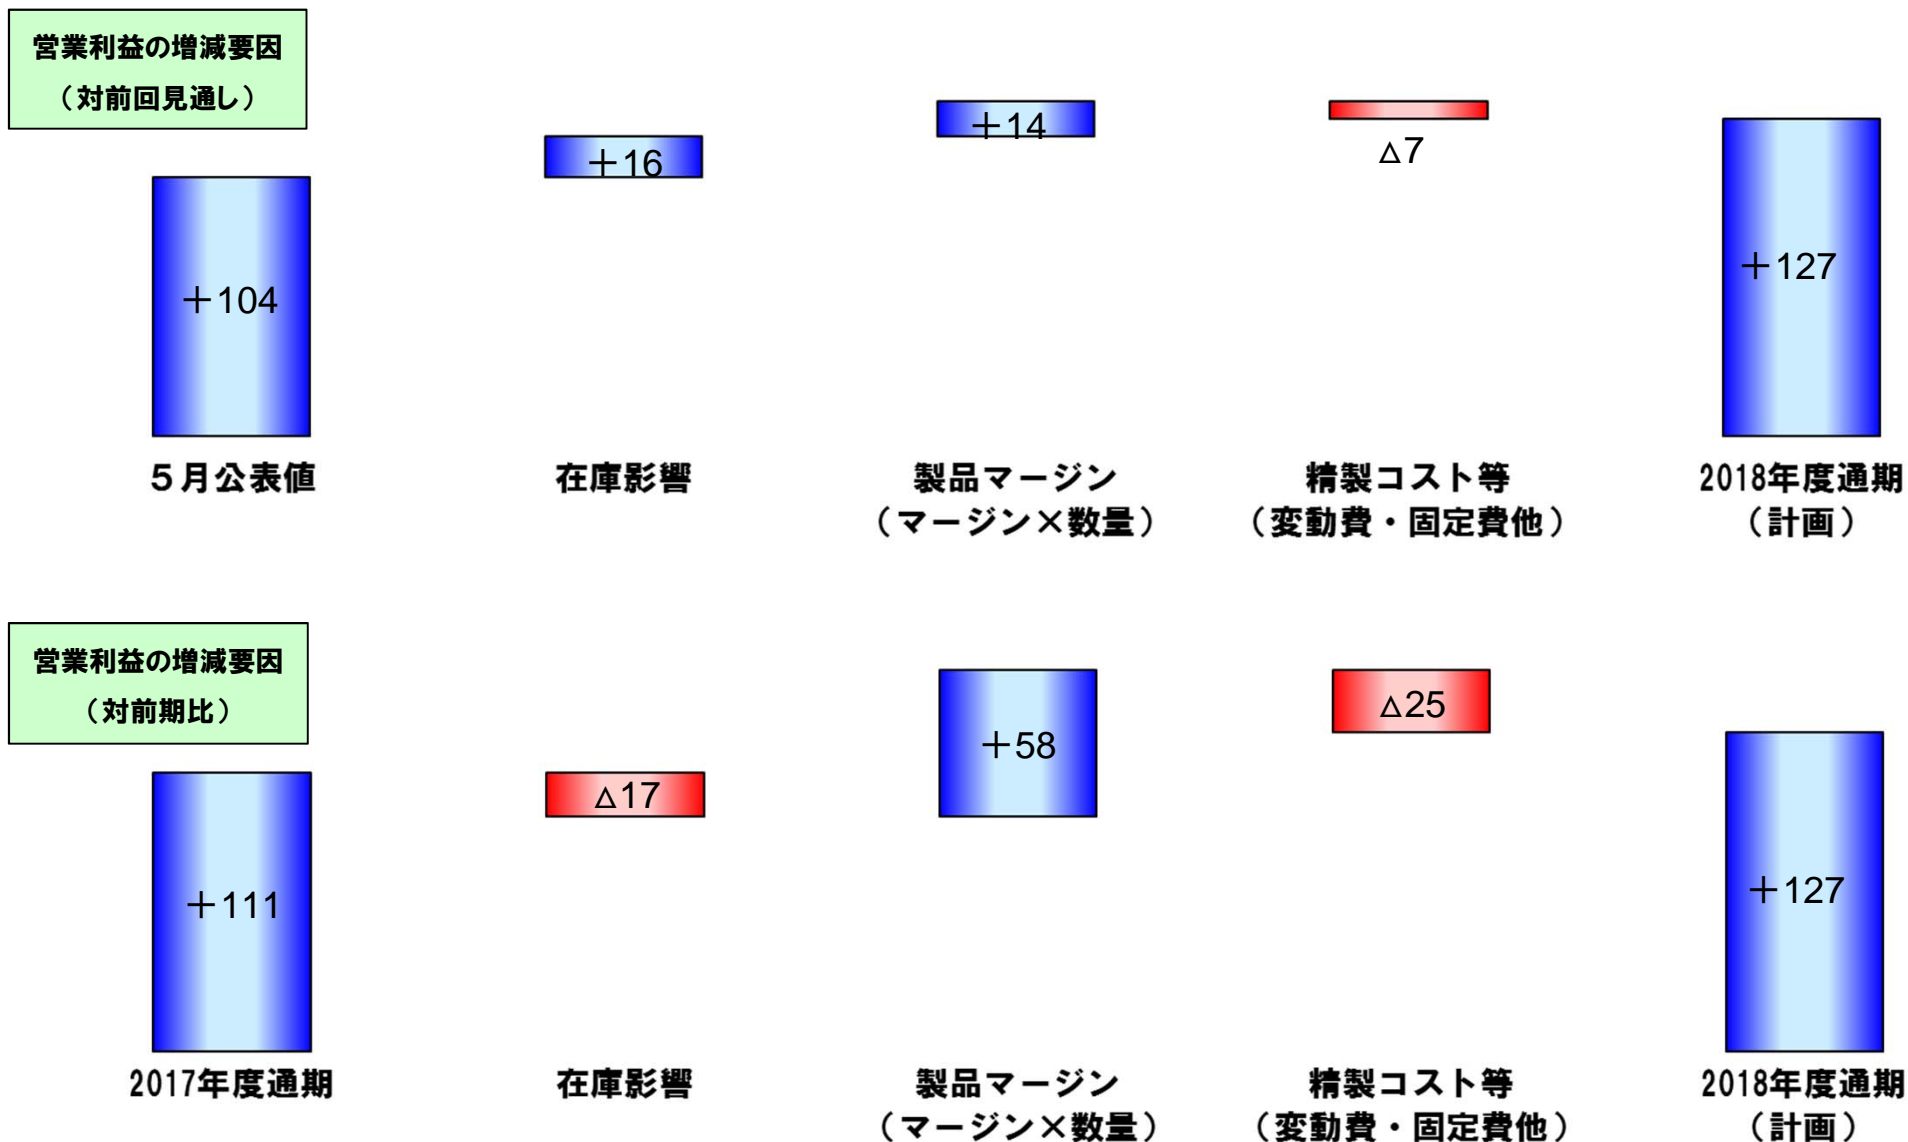 営業利益の増減要因
（対前回見通し）
＋104
＋16
＋14
△7
＋127
５月公表値
在庫影響
製品マージン
（マージン×数量）
精製コスト等
（変動費・固定費他）
2018年度通期
（計画）
営業利益の増減要因
（対前期比）
＋111
△17
＋58
△25
＋127
2017年度通期
在庫影響
製品マージン
（マージン×数量）
精製コスト等
（変動費・固定費他）
2018年度通期
（計画）